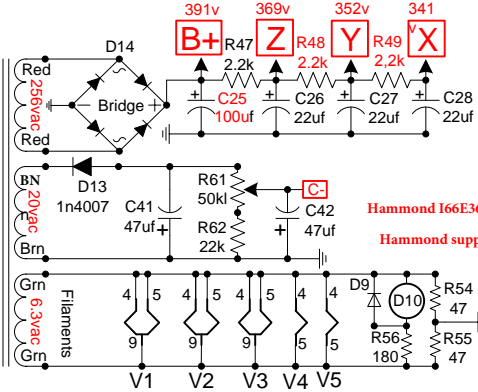 391v 369v 352v 341
D14 B+ R47 Z R48 Y R49 v X
2.2k 2.2k 2,2k
Red 256vac Red
Bridge
+ C25 + C26 + C27 + C28
100uf 22uf 22uf 22uf
BN 20vac n Brn
D13
1n4007
C41
47uf
+
R61
50kl
R62
22k
C-
C42
47uf
+
Hammond I66E36
Hammond supp
Grn 6.3vac Grn
Filaments
4 5 4 5 4 5 4 4
9 9 9 5 5
V1 V2 V3 V4 V5
D9 D10 R54
47
R56 R55
180 47